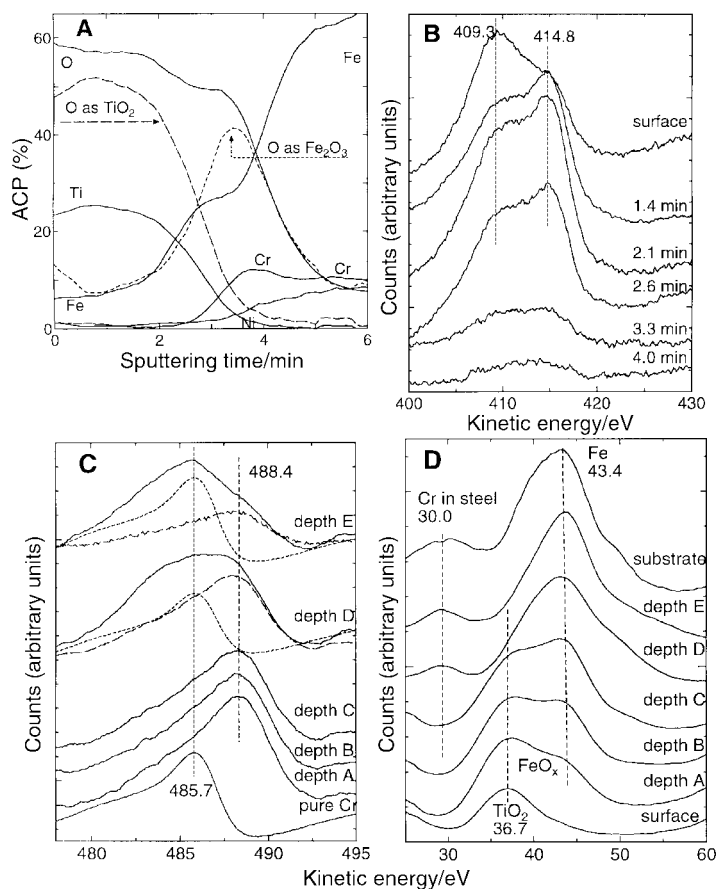 A
60
40
20
0
ACP (%)
O
Fe
O as TiO2
O as Fe2O3
Ti
Fe
Cr
Cr
Ni
0
2
4
6
Sputtering time/min
B
409.3
414.8
surface
1.4 min
2.1 min
2.6 min
3.3 min
4.0 min
Counts (arbitrary units)
400
410
420
430
Kinetic energy/eV
C
488.4
depth E
depth D
depth C
depth B
depth A
pure Cr
485.7
Counts (arbitrary units)
480
485
490
495
Kinetic energy/eV
D
Fe
43.4
Cr in steel
30.0
substrate
depth E
depth D
depth C
depth B
depth A
surface
FeOx
TiO2
36.7
Counts (arbitrary units)
30
40
50
60